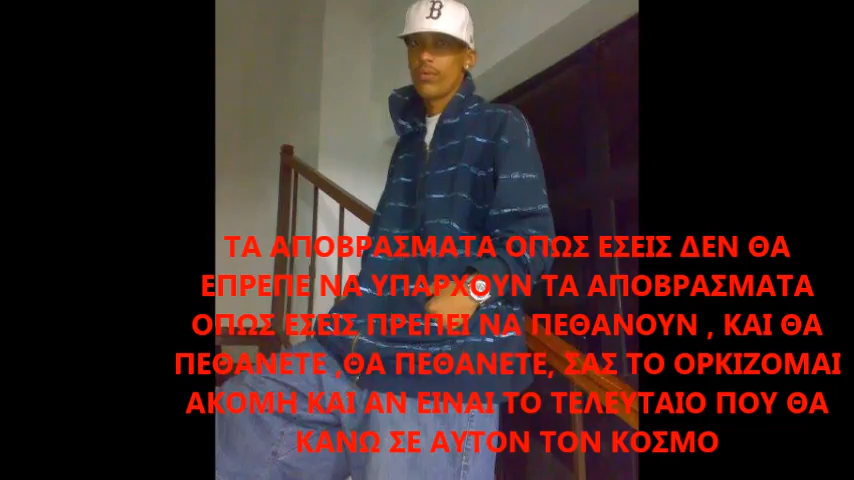 B
ΤΑ ΑΠΟΒΡΑΣΜΑΤΑ ΟΠΩΣ ΕΣΕΙΣ ΔΕΝ ΘΑ
ΕΠΡΕΠΕ ΝΑ ΥΠΑΡΧΟΥΝ ΤΑ ΑΠΟΒΡΑΣΜΑΤΑ
ΟΠΩΣ ΕΣΕΙΣ ΠΡΕΠΕΙ ΝΑ ΠΕΘΑΝΟΥΝ , ΚΑΙ ΘΑ
ΠΕΘΑΝΕΤΕ ,ΘΑ ΠΕΘΑΝΕΤΕ, ΣΑΣ ΤΟ ΟΡΚΙΖΟΜΑΙ
ΑΚΟΜΗ ΚΑΙ ΑΝ ΕΙΝΑΙ ΤΟ ΤΕΛΕΥΤΑΙΟ ΠΟΥ ΘΑ
ΚΑΝΩ ΣΕ ΑΥΤΟΝ ΤΟΝ ΚΟΣΜΟ